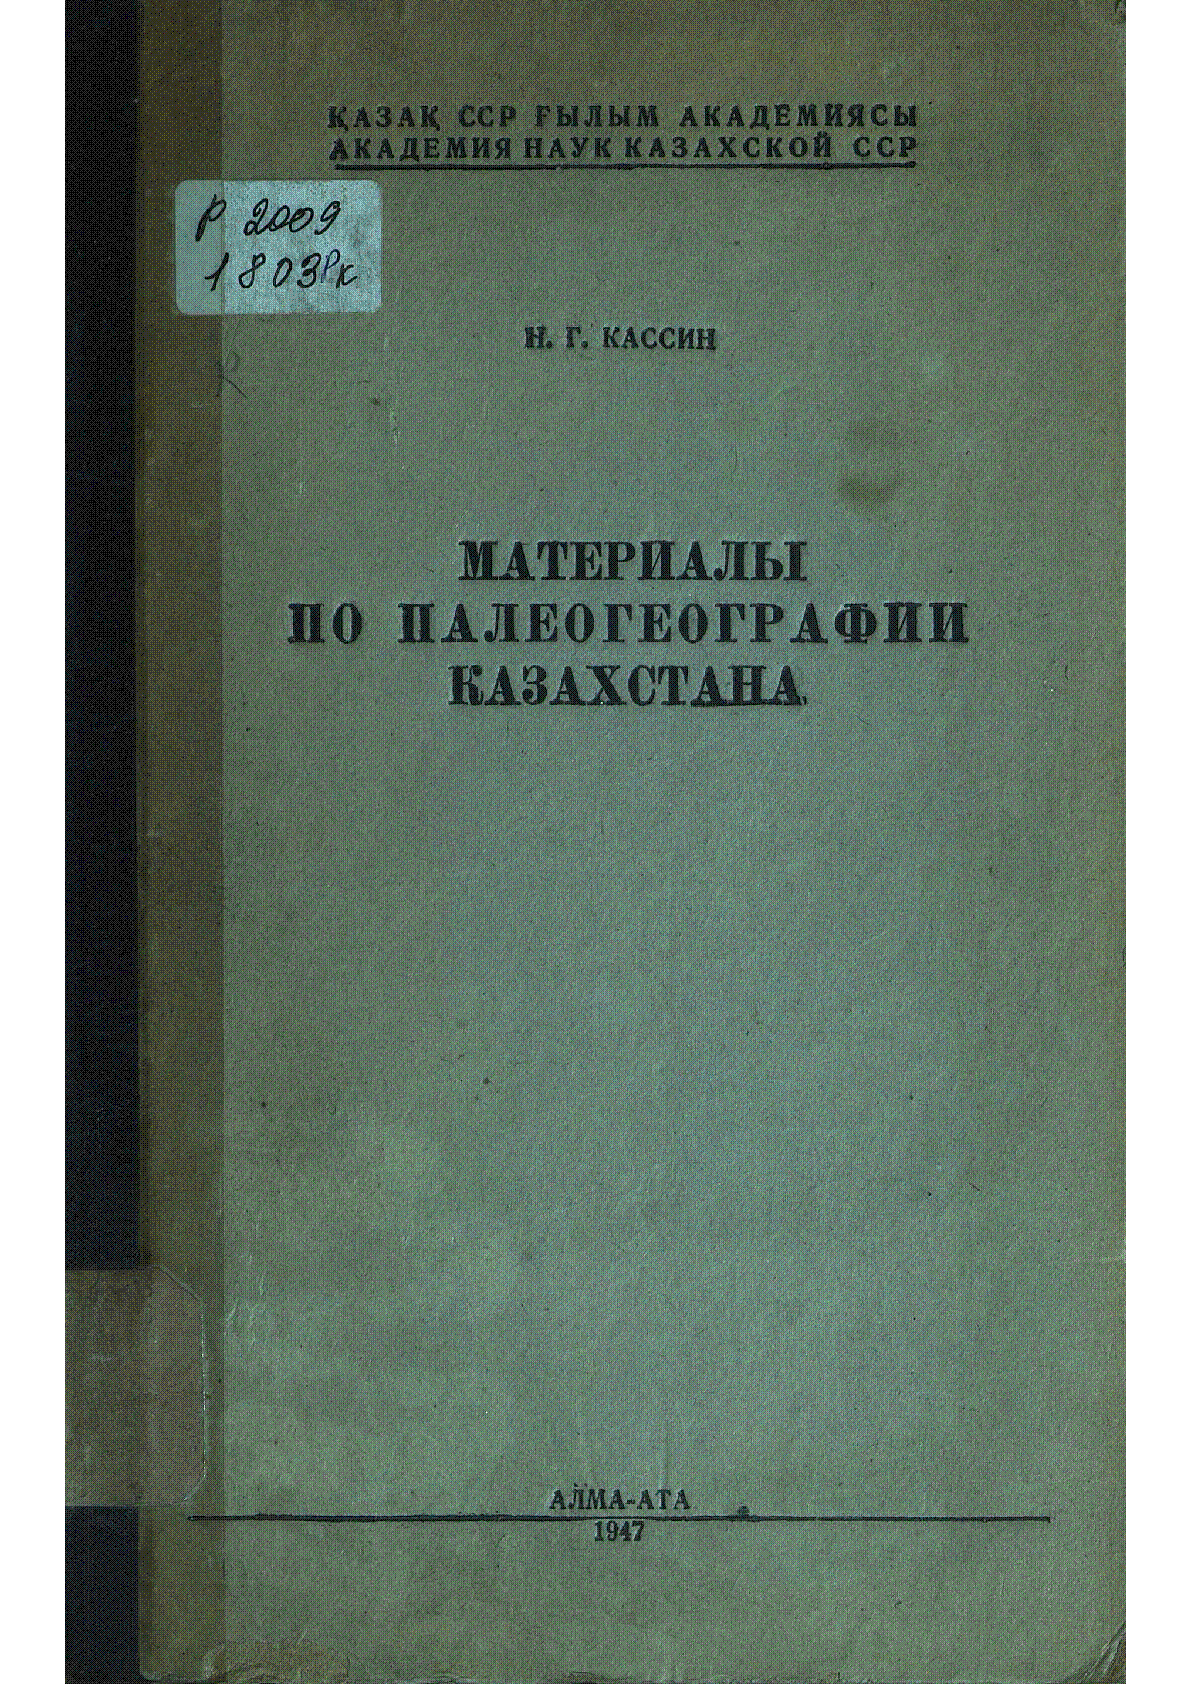 ҚАЗАҚ ССР ҒЫЛЫМ АКАДЕМИЯСЫ
АКАДЕМИЯ НАУК КАЗАХСКОЙ ССР
Р 2009
1803Рк
Н. Г. КАССИН
МАТЕРИАЛЫ
ПО ПАЛЕОГЕОГРАФИИ
КАЗАХСТАНА
АЛМА-АТА
1947